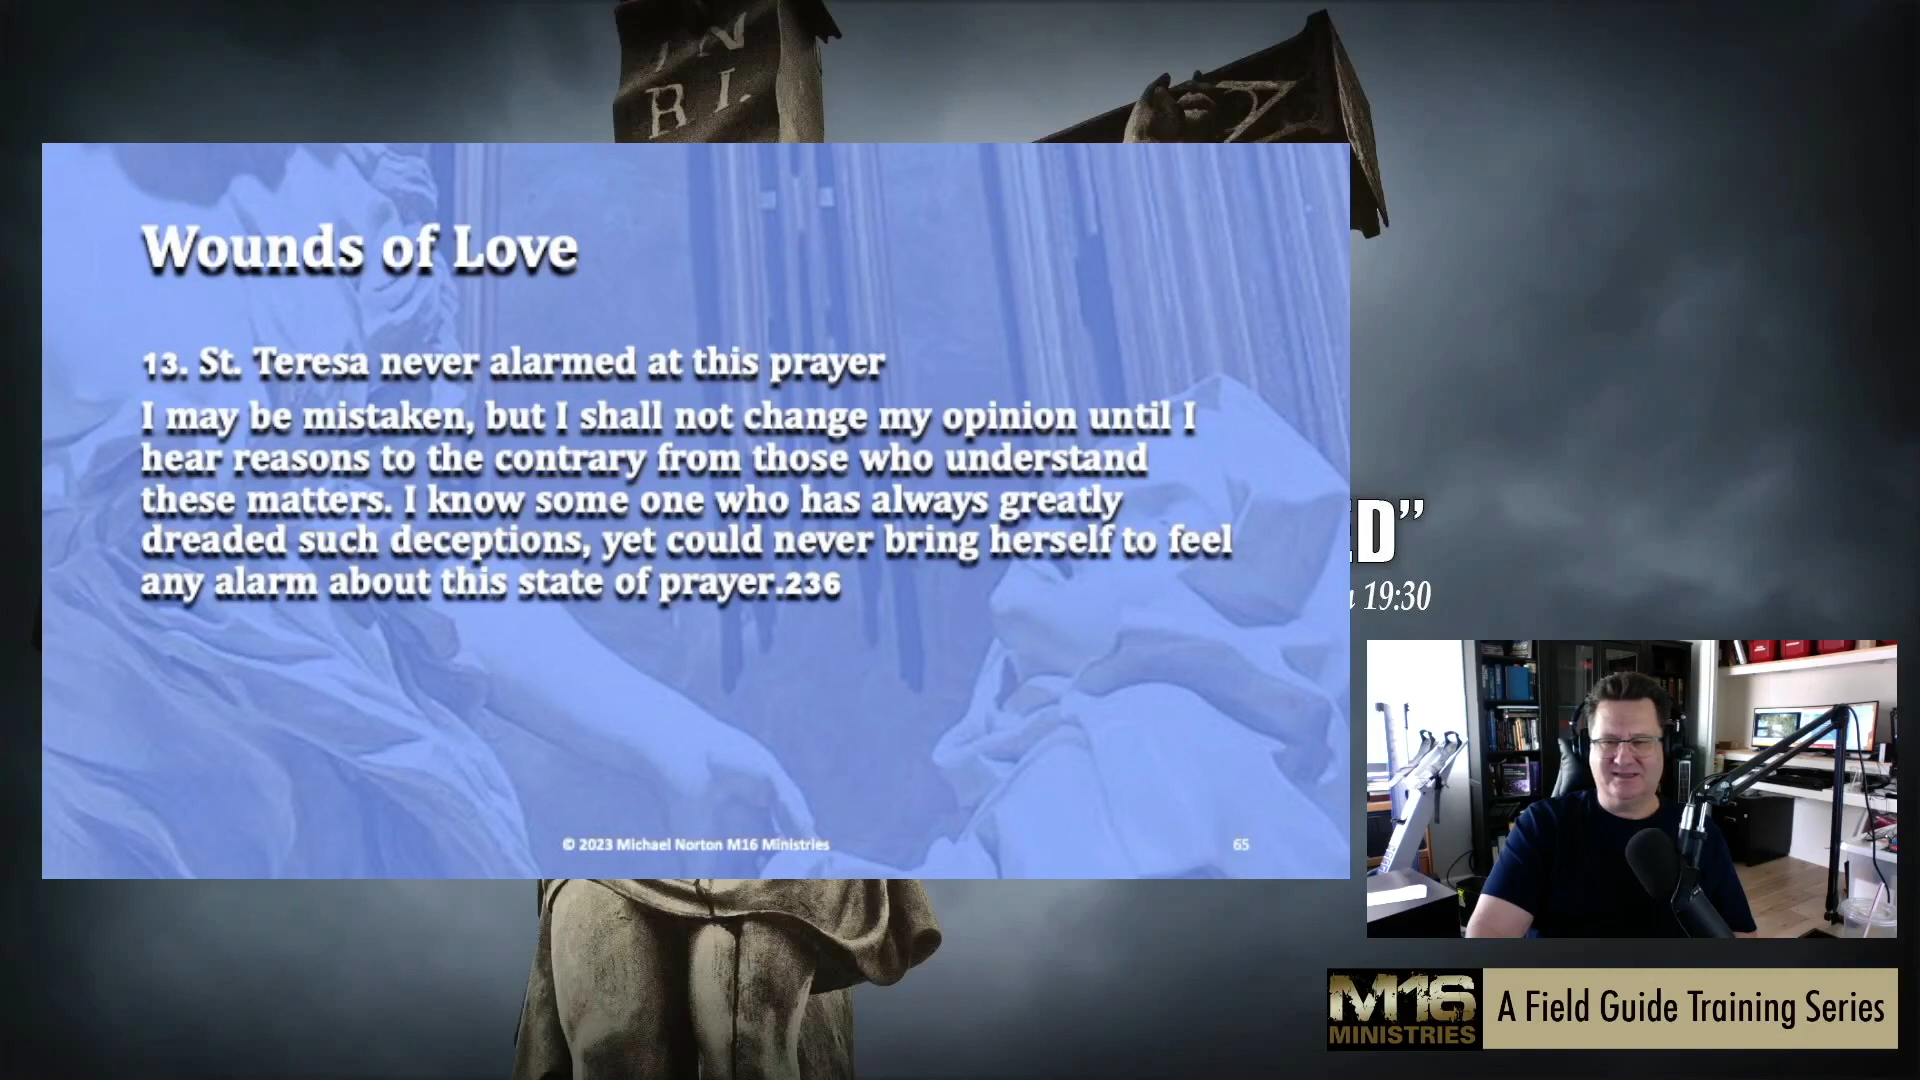 IN
R I.
Wounds of Love
13. St. Teresa never alarmed at this prayer
I may be mistaken, but I shall not change my opinion until I
hear reasons to the contrary from those who understand
these matters. I know some one who has always greatly
dreaded such deceptions, yet could never bring herself to feel
any alarm about this state of prayer.236
© 2023 Michael Norton M16 Ministries
65
ED”
19:30
M16
MINISTRIES
A Field Guide Training Series